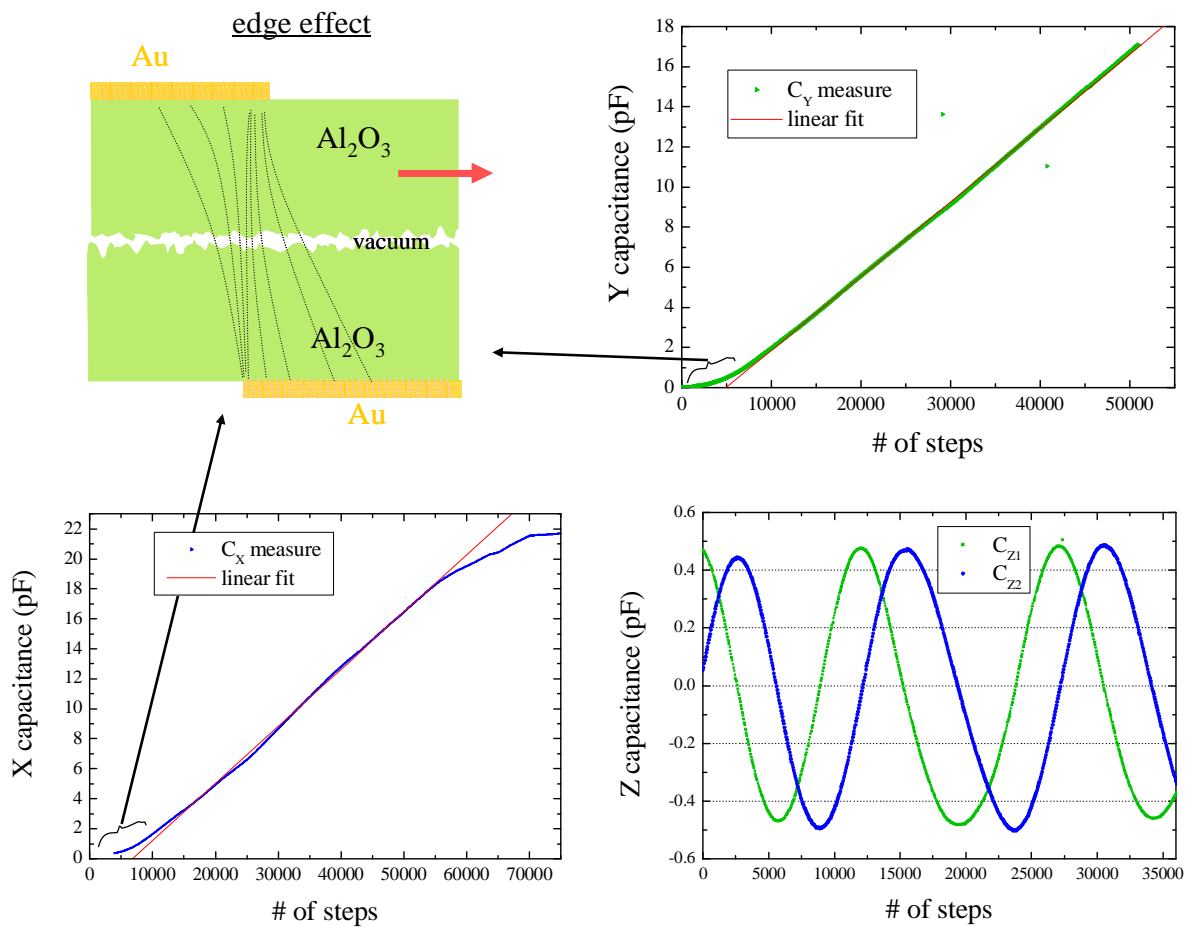 edge effect
Au
Al₂O₃
vacuum
Al₂O₃
Au
18
16
14
12
10
8
6
4
2
0
Y capacitance (pF)
C_Y measure
linear fit
0 10000 20000 30000 40000 50000
# of steps
22
20
18
16
14
12
10
8
6
4
2
0
X capacitance (pF)
C_X measure
linear fit
0 10000 20000 30000 40000 50000 60000 70000
# of steps
0.6
0.4
0.2
0.0
-0.2
-0.4
-0.6
Z capacitance (pF)
C_Z1
C_Z2
0 5000 10000 15000 20000 25000 30000 35000
# of steps